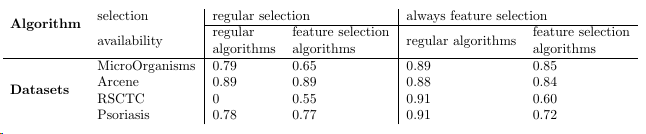 Algorithm selection regular selection always feature selection
availability regular algorithms feature selection algorithms regular algorithms feature selection algorithms
Datasets MicroOrganisms 0.79 0.65 0.89 0.85
Arcene 0.89 0.89 0.88 0.84
RSCTC 0 0.55 0.91 0.60
Psoriasis 0.78 0.77 0.91 0.72